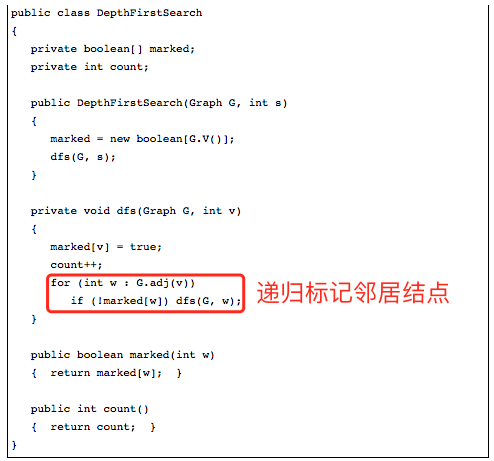 public class DepthFirstSearch
{
private boolean[] marked;
private int count;
public DepthFirstSearch(Graph G, int s)
{
marked = new boolean[G.V()];
dfs(G, s);
}
private void dfs(Graph G, int v)
{
marked[v] = true;
count++;
for (int w : G.adj(v))
if (!marked[w]) dfs(G, w);
递归标记邻居结点
}
public boolean marked(int w)
{ return marked[w]; }
public int count()
{ return count; }
}